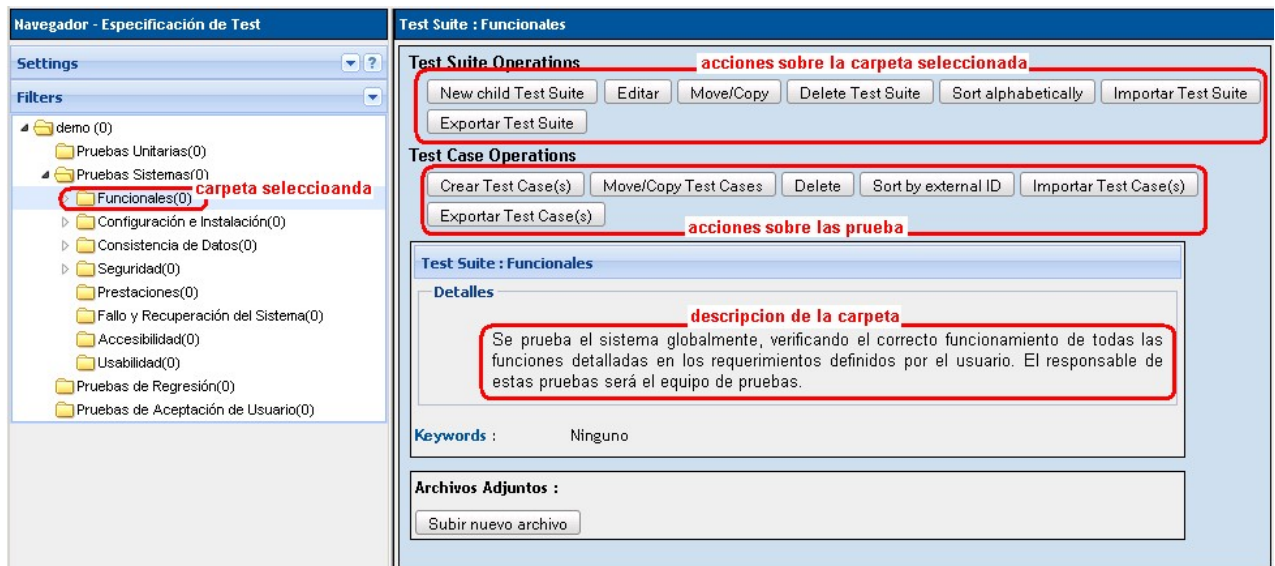 Navegador - Especificación de Test
Settings
?
Filters
demo (0)
Pruebas Unitarias(0)
Pruebas Sistemas(0)
carpeta seleccioanda
Funcionales(0)
Configuración e Instalación(0)
Consistencia de Datos(0)
Seguridad(0)
Prestaciones(0)
Fallo y Recuperación del Sistema(0)
Accesibilidad(0)
Usabilidad(0)
Pruebas de Regresión(0)
Pruebas de Aceptación de Usuario(0)
Test Suite : Funcionales
Test Suite Operations
acciones sobre la carpeta seleccionada
New child Test Suite Editar Move/Copy Delete Test Suite Sort alphabetically Importar Test Suite
Exportar Test Suite
Test Case Operations
Crear Test Case(s) Move/Copy Test Cases Delete Sort by external ID Importar Test Case(s)
Exportar Test Case(s)
acciones sobre las prueba
Test Suite : Funcionales
Detalles
descripcion de la carpeta
Se prueba el sistema globalmente, verificando el correcto funcionamiento de todas las
funciones detalladas en los requerimientos definidos por el usuario. El responsable de
estas pruebas será el equipo de pruebas.
Keywords : Ninguno
Archivos Adjuntos :
Subir nuevo archivo